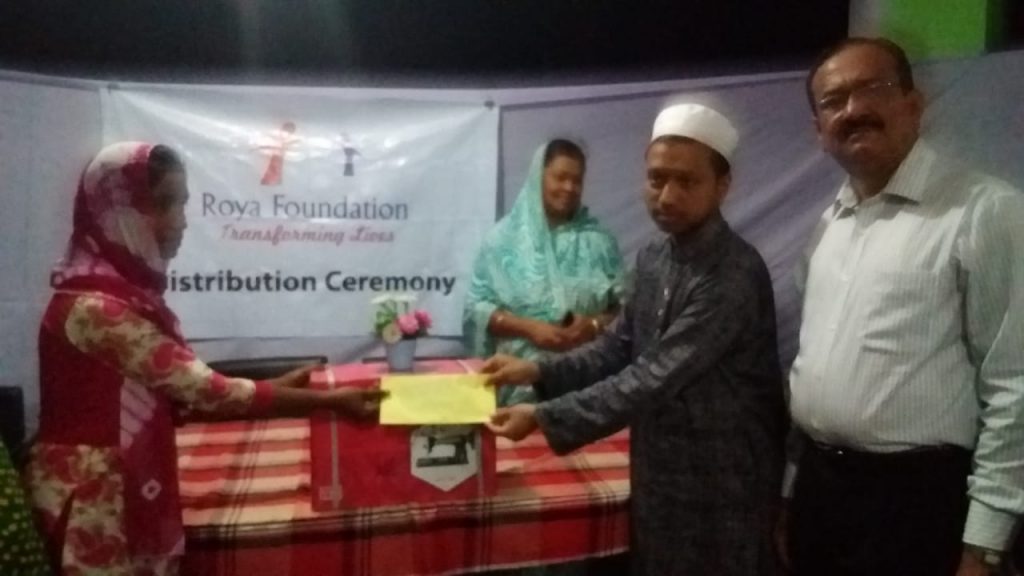 Roya Foundation
Transforming Lives
istribution Ceremony